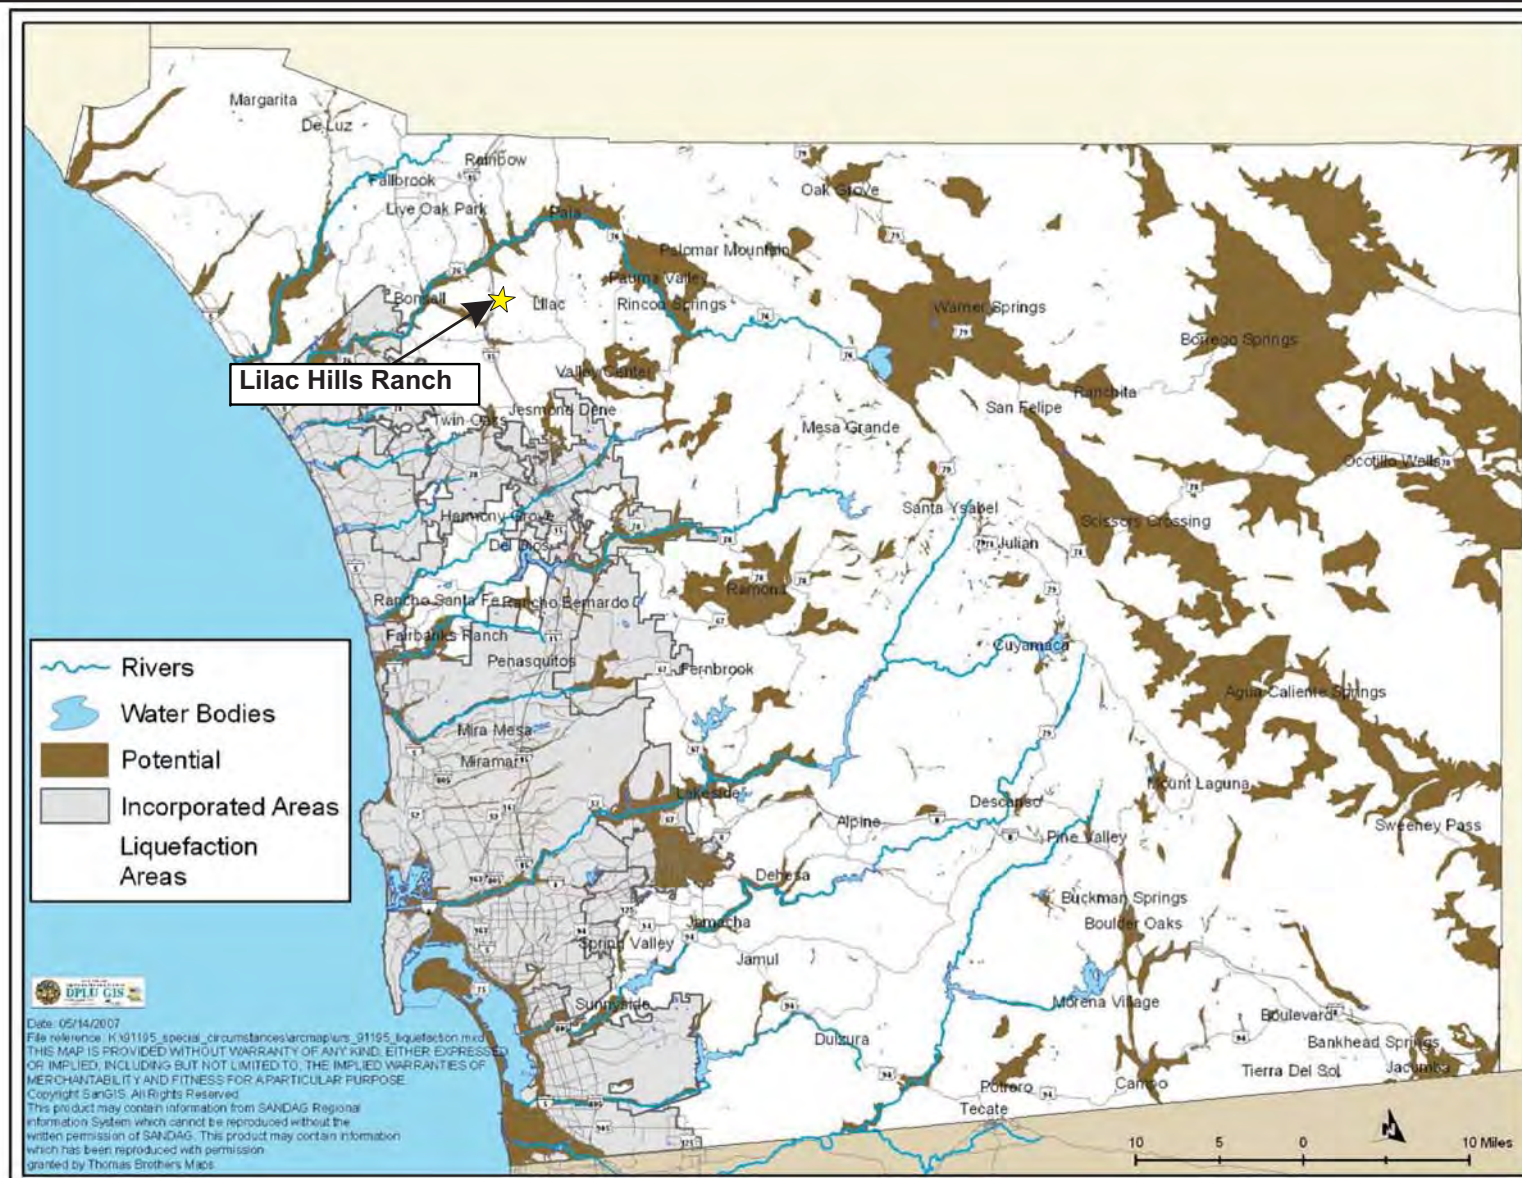 Margarita
De Luz
Rainbow
Fallbrook
Live Oak Park
Pala
Oak Grove
Palomar Mountain
Pauma Valley
Bonsall
Lilac
Rincon Springs
Warner Springs
Borrego Springs
Lilac Hills Ranch
Valley Center
Ranchita
San Felipe
Jesmond Dene
Twin Oaks
Mesa Grande
Ocotillo Wells
Santa Ysabel
Harmony Grove
Scissors Crossing
Del Dios
Julian
Ramona
Rancho Santa Fe
Rancho Bernardo
Fairbanks Ranch
Cuyamaca
Penasquitos
Fernbrook
Agua Caliente Springs
Mira Mesa
Miramar
Mount Laguna
Lakeside
Descanso
Alpine
Sweeney Pass
Pine Valley
Dehesa
Buckman Springs
Boulder Oaks
Jamacha
Spring Valley
Jamul
Sunnyside
Morena Village
Boulevard
Dulzura
Bankhead Springs
Tierra Del Sol
Jacumba
Potrero
Campo
Tecate
Rivers
Water Bodies
Potential
Incorporated Areas
Liquefaction
Areas
DPLU GIS
Date: 05/14/2007
File reference: K:\91195_special_circumstances\arcmap\urs_91195_liquefaction.mxd
THIS MAP IS PROVIDED WITHOUT WARRANTY OF ANY KIND, EITHER EXPRESSED
OR IMPLIED, INCLUDING BUT NOT LIMITED TO, THE IMPLIED WARRANTIES OF
MERCHANTABILITY AND FITNESS FOR A PARTICULAR PURPOSE.
Copyright SanGIS. All Rights Reserved
This product may contain information from SANDAG Regional
Information System which cannot be reproduced without the
written permission of SANDAG. This product may contain information
which has been reproduced with permission
granted by Thomas Brothers Maps
N
10 5 0 10 Miles